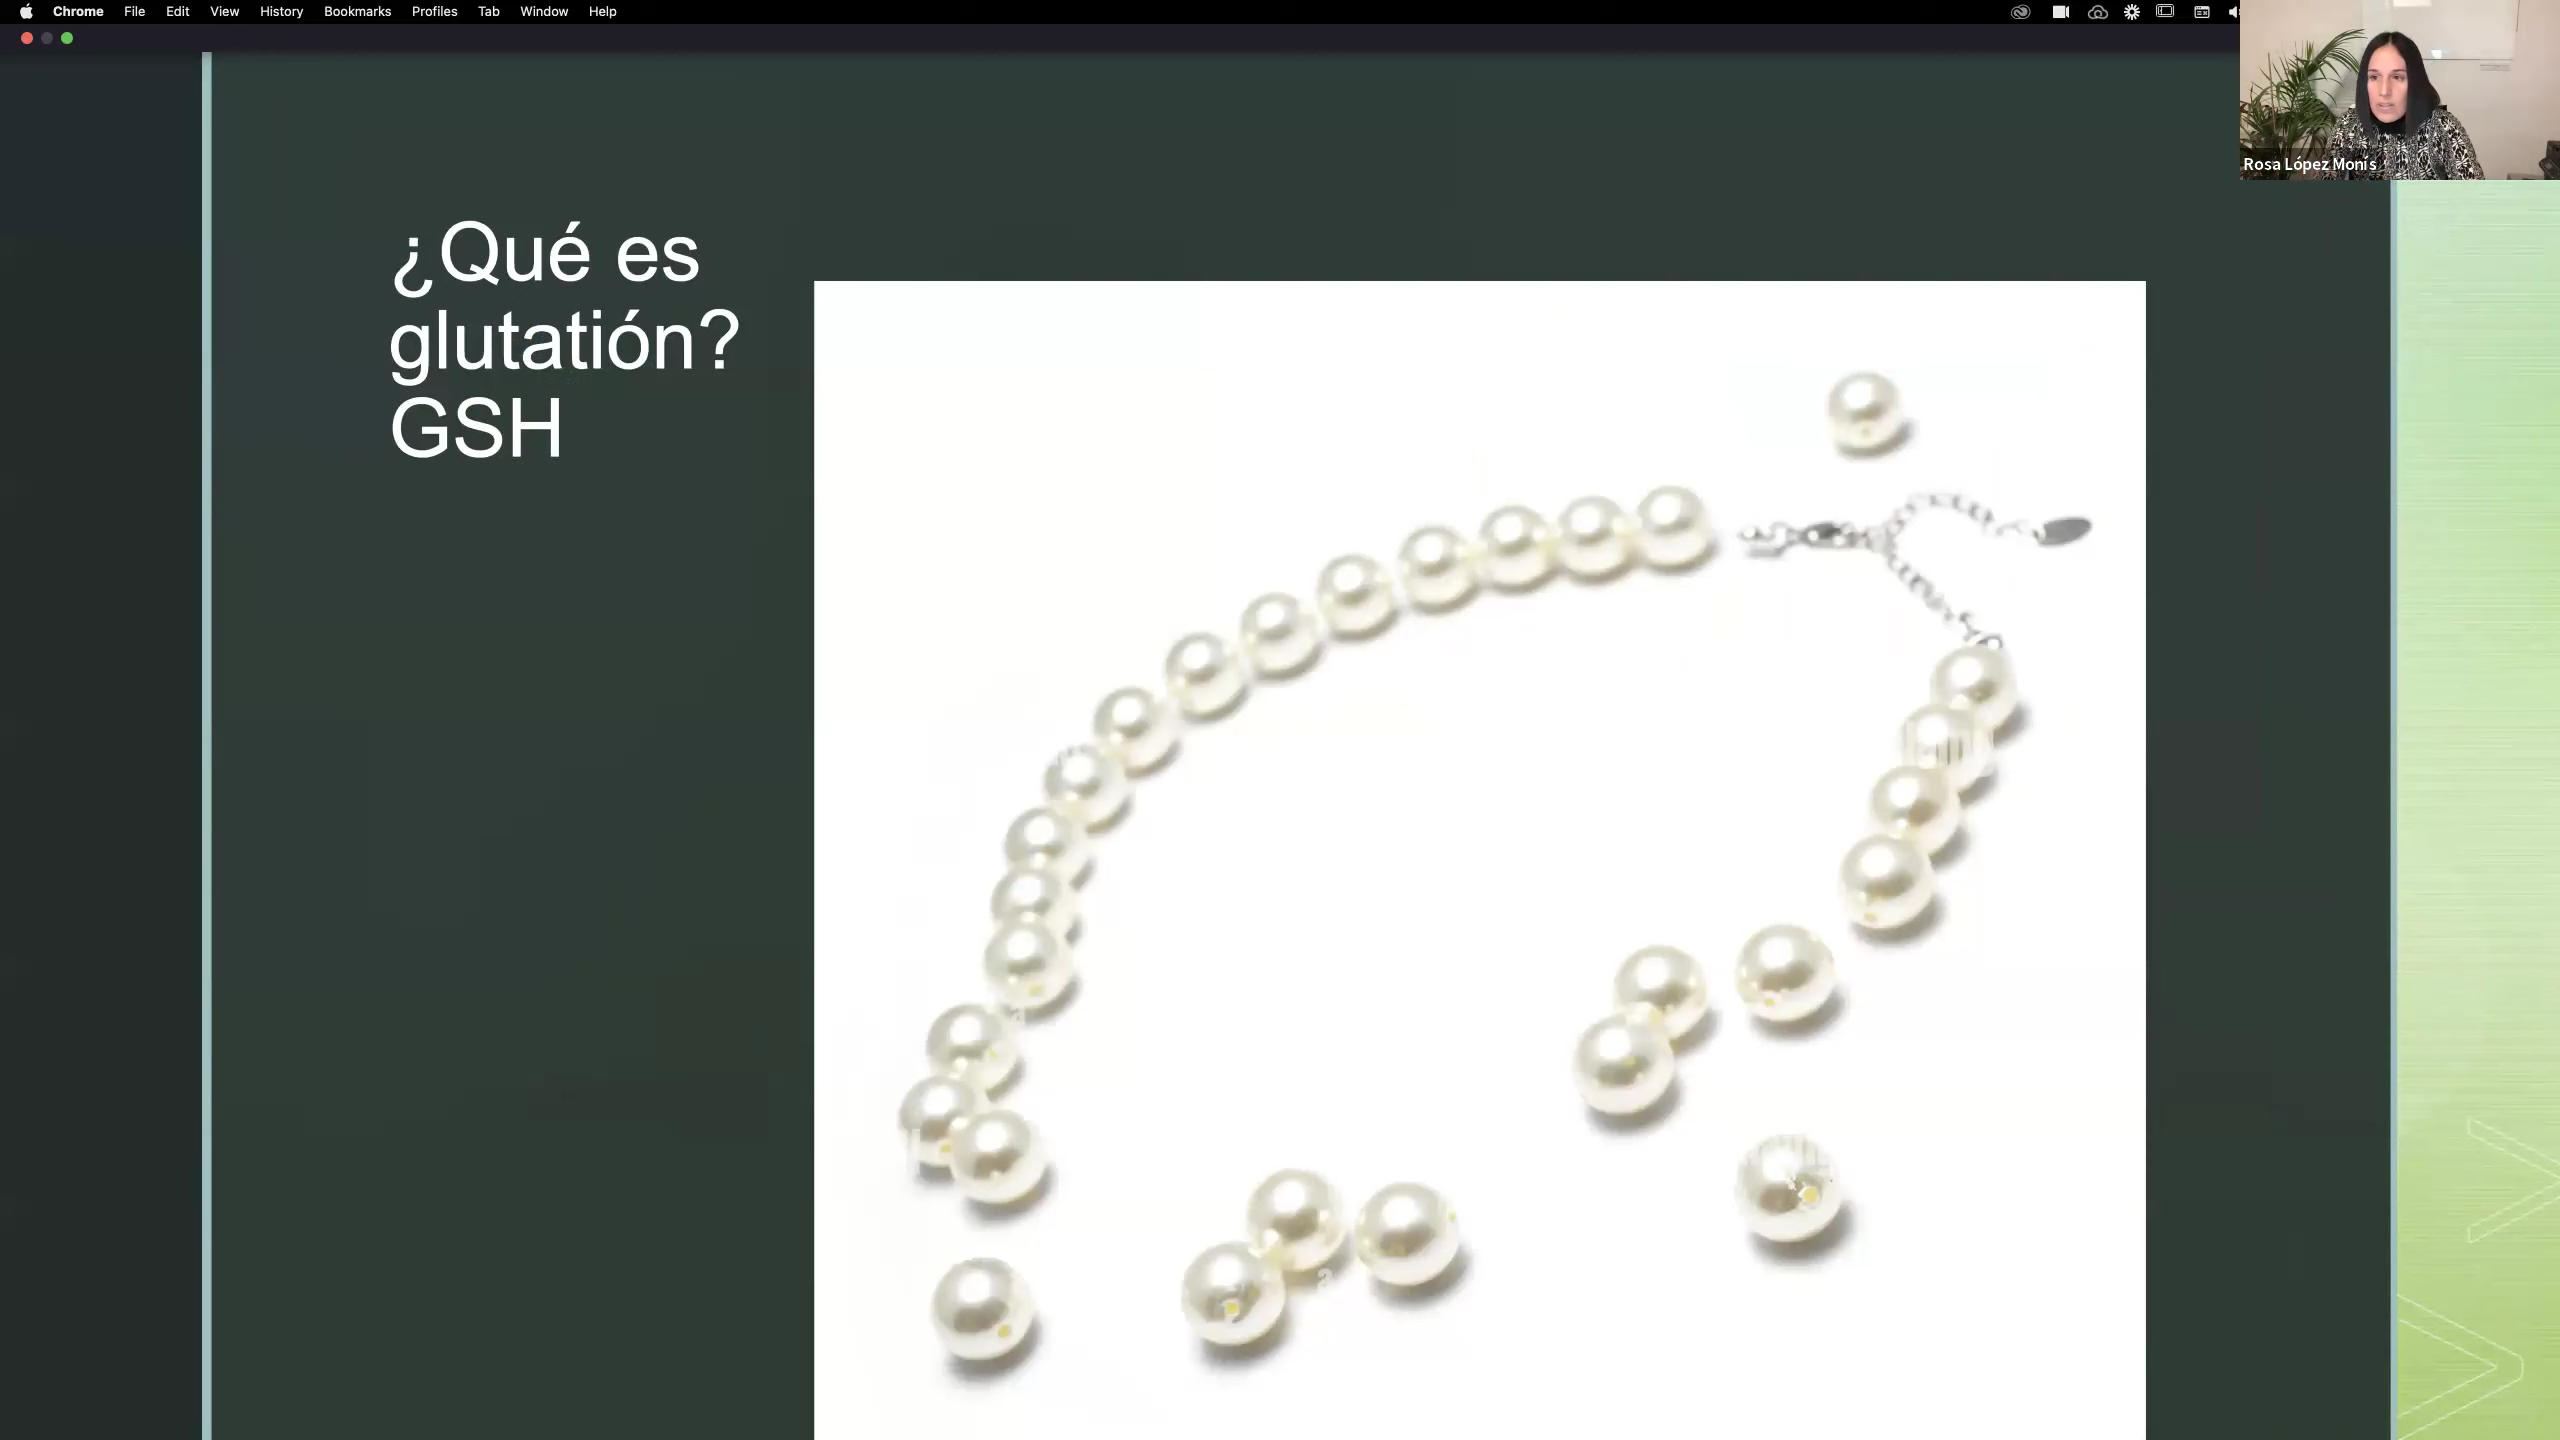 Chrome File Edit View History Bookmarks Profiles Tab Window Help
Rosa López Monís
¿Qué es
glutatión?
GSH